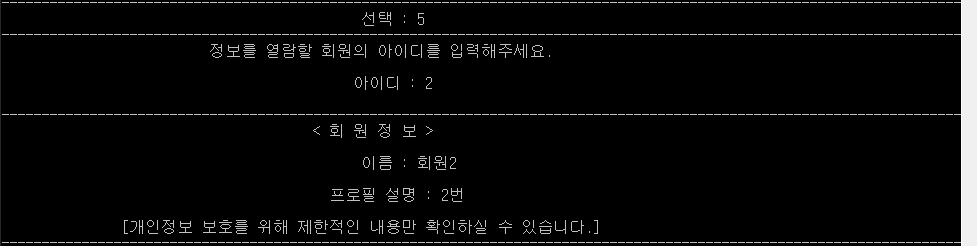 선택 : 5
정보를 열람할 회원의 아이디를 입력해주세요.
아이디 : 2
< 회 원 정 보 >
이름 : 회원2
프로필 설명 : 2번
[개인정보 보호를 위해 제한적인 내용만 확인하실 수 있습니다.]